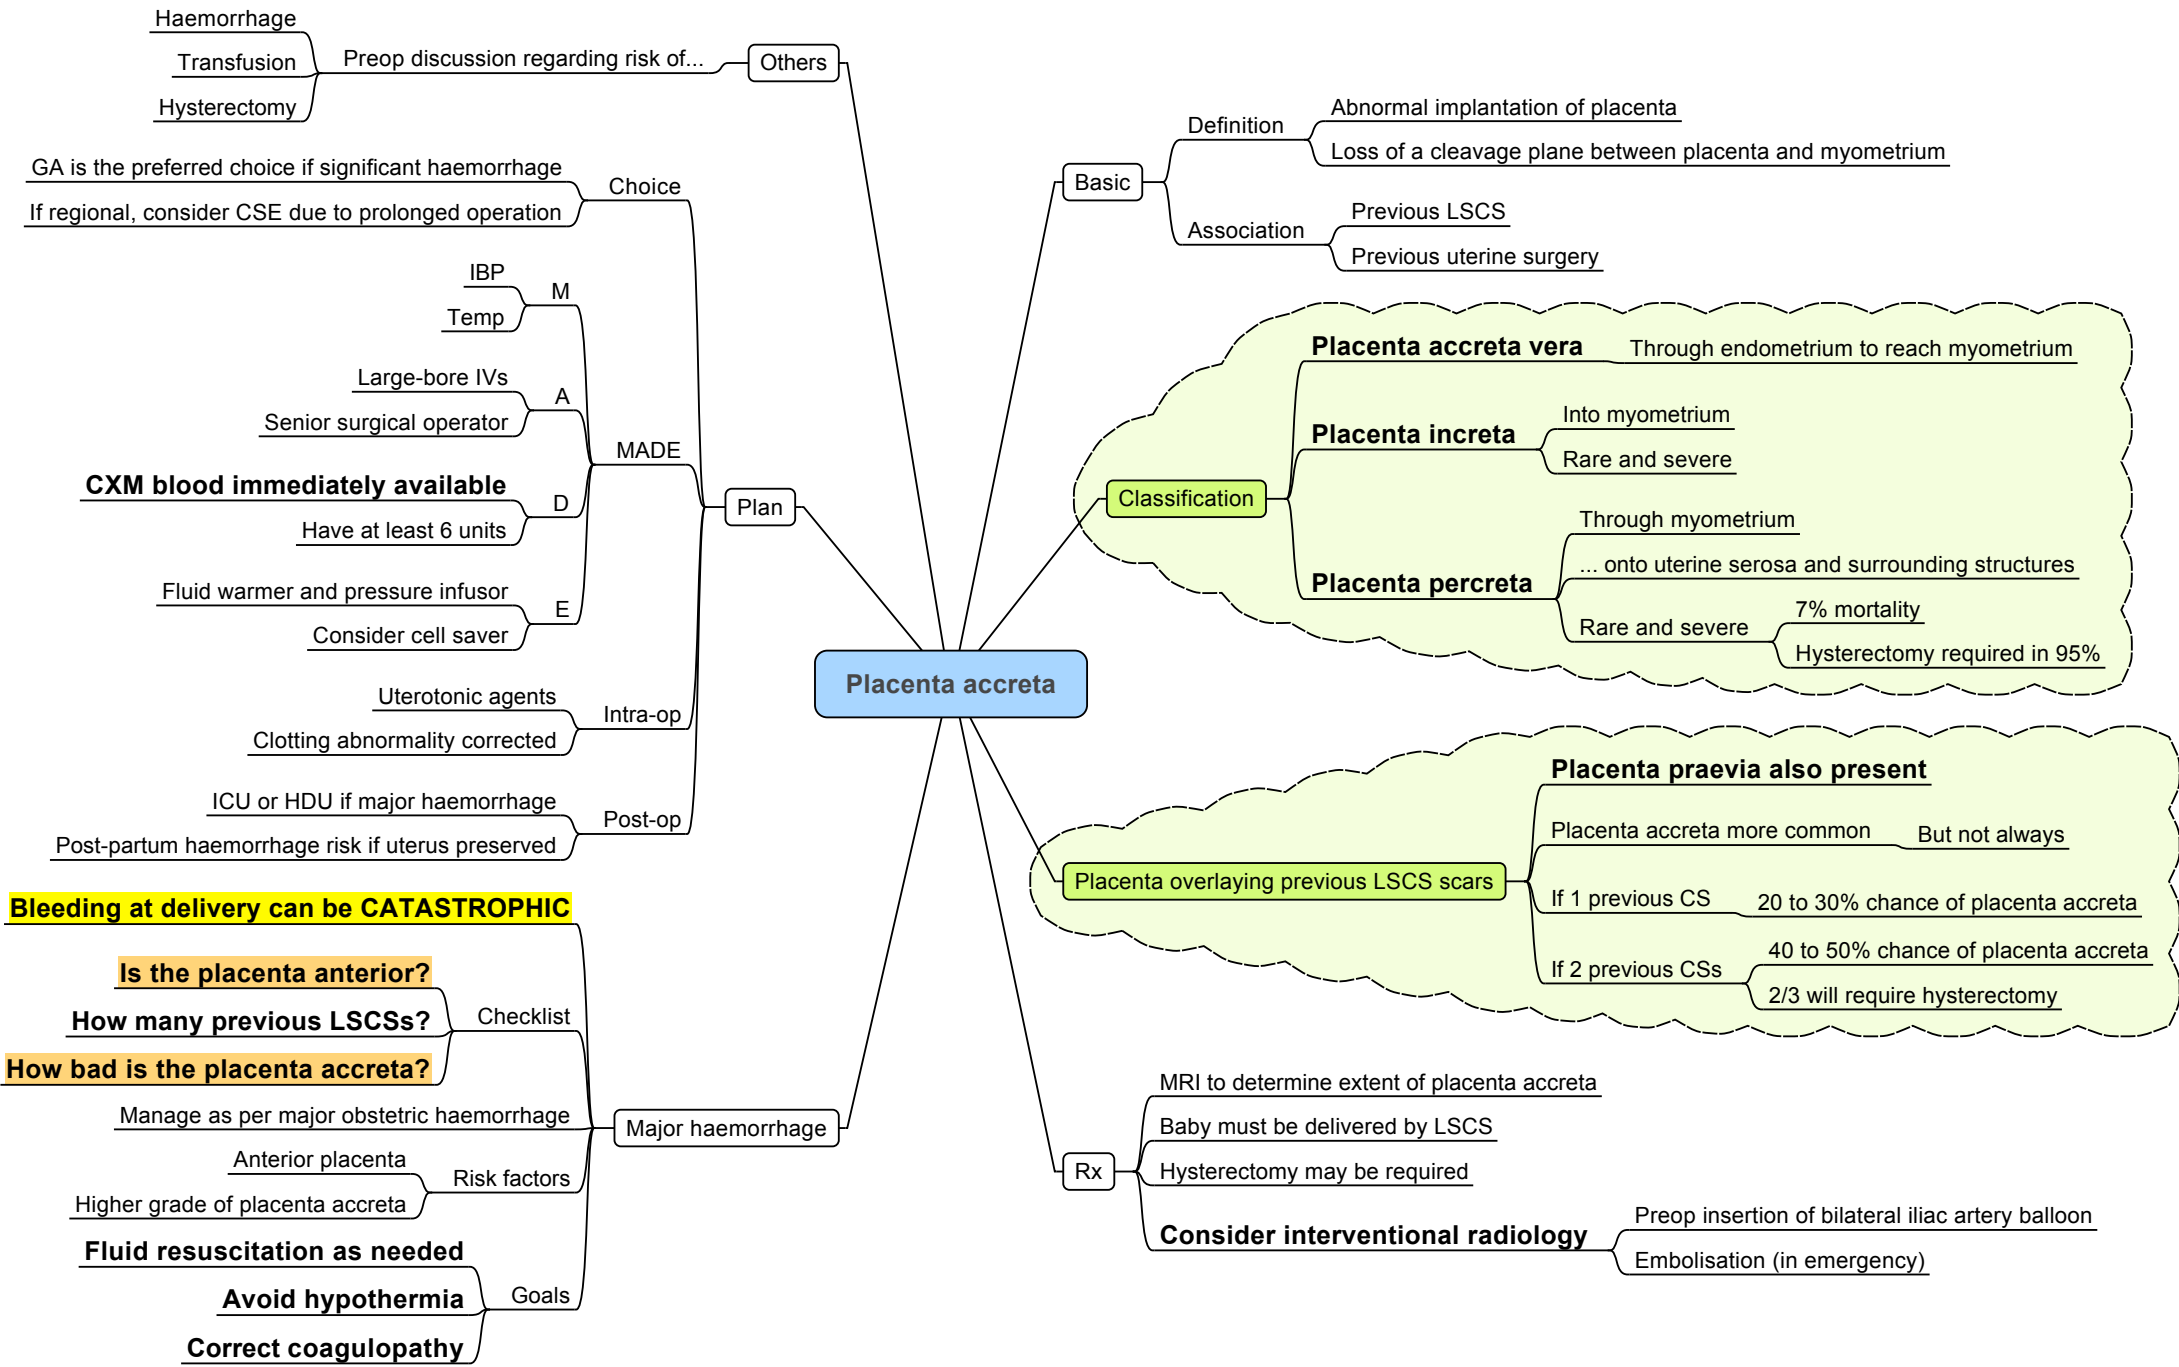 Placenta accreta
Basic
Definition
Abnormal implantation of placenta
Loss of a cleavage plane between placenta and myometrium
Association
Previous LSCS
Previous uterine surgery
Classification
Placenta accreta vera
Through endometrium to reach myometrium
Placenta increta
Into myometrium
Rare and severe
Placenta percreta
Through myometrium
... onto uterine serosa and surrounding structures
Rare and severe
7% mortality
Hysterectomy required in 95%
Placenta overlaying previous LSCS scars
Placenta praevia also present
Placenta accreta more common
But not always
If 1 previous CS
20 to 30% chance of placenta accreta
If 2 previous CSs
40 to 50% chance of placenta accreta
2/3 will require hysterectomy
Rx
MRI to determine extent of placenta accreta
Baby must be delivered by LSCS
Hysterectomy may be required
Consider interventional radiology
Preop insertion of bilateral iliac artery balloon
Embolisation (in emergency)
Others
Preop discussion regarding risk of...
Haemorrhage
Transfusion
Hysterectomy
Plan
Choice
GA is the preferred choice if significant haemorrhage
If regional, consider CSE due to prolonged operation
MADE
M
IBP
Temp
A
Large-bore IVs
Senior surgical operator
D
CXM blood immediately available
Have at least 6 units
E
Fluid warmer and pressure infusor
Consider cell saver
Intra-op
Uterotonic agents
Clotting abnormality corrected
Post-op
ICU or HDU if major haemorrhage
Post-partum haemorrhage risk if uterus preserved
Major haemorrhage
Bleeding at delivery can be CATASTROPHIC
Checklist
Is the placenta anterior?
How many previous LSCSs?
How bad is the placenta accreta?
Manage as per major obstetric haemorrhage
Risk factors
Anterior placenta
Higher grade of placenta accreta
Goals
Fluid resuscitation as needed
Avoid hypothermia
Correct coagulopathy